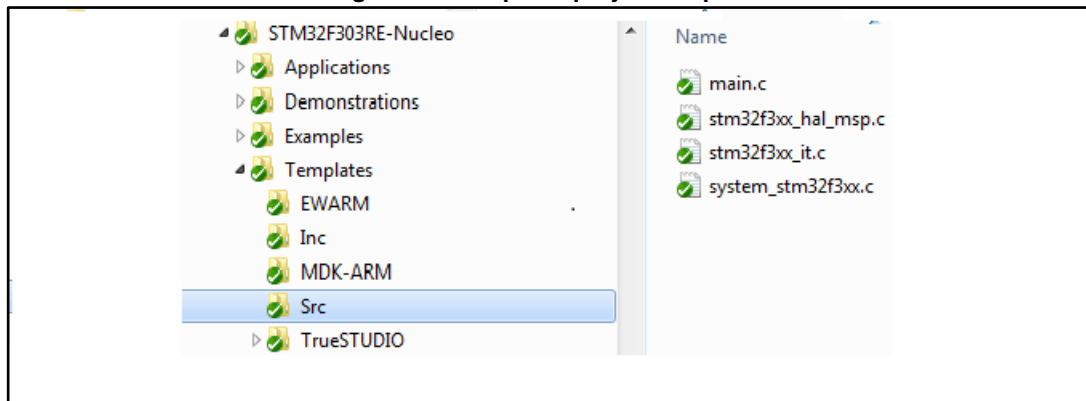 STM32F303RE-Nucleo
Applications
Demonstrations
Examples
Templates
EWARM
Inc
MDK-ARM
Src
TrueSTUDIO
Name
main.c
stm32f3xx_hal_msp.c
stm32f3xx_it.c
system_stm32f3xx.c